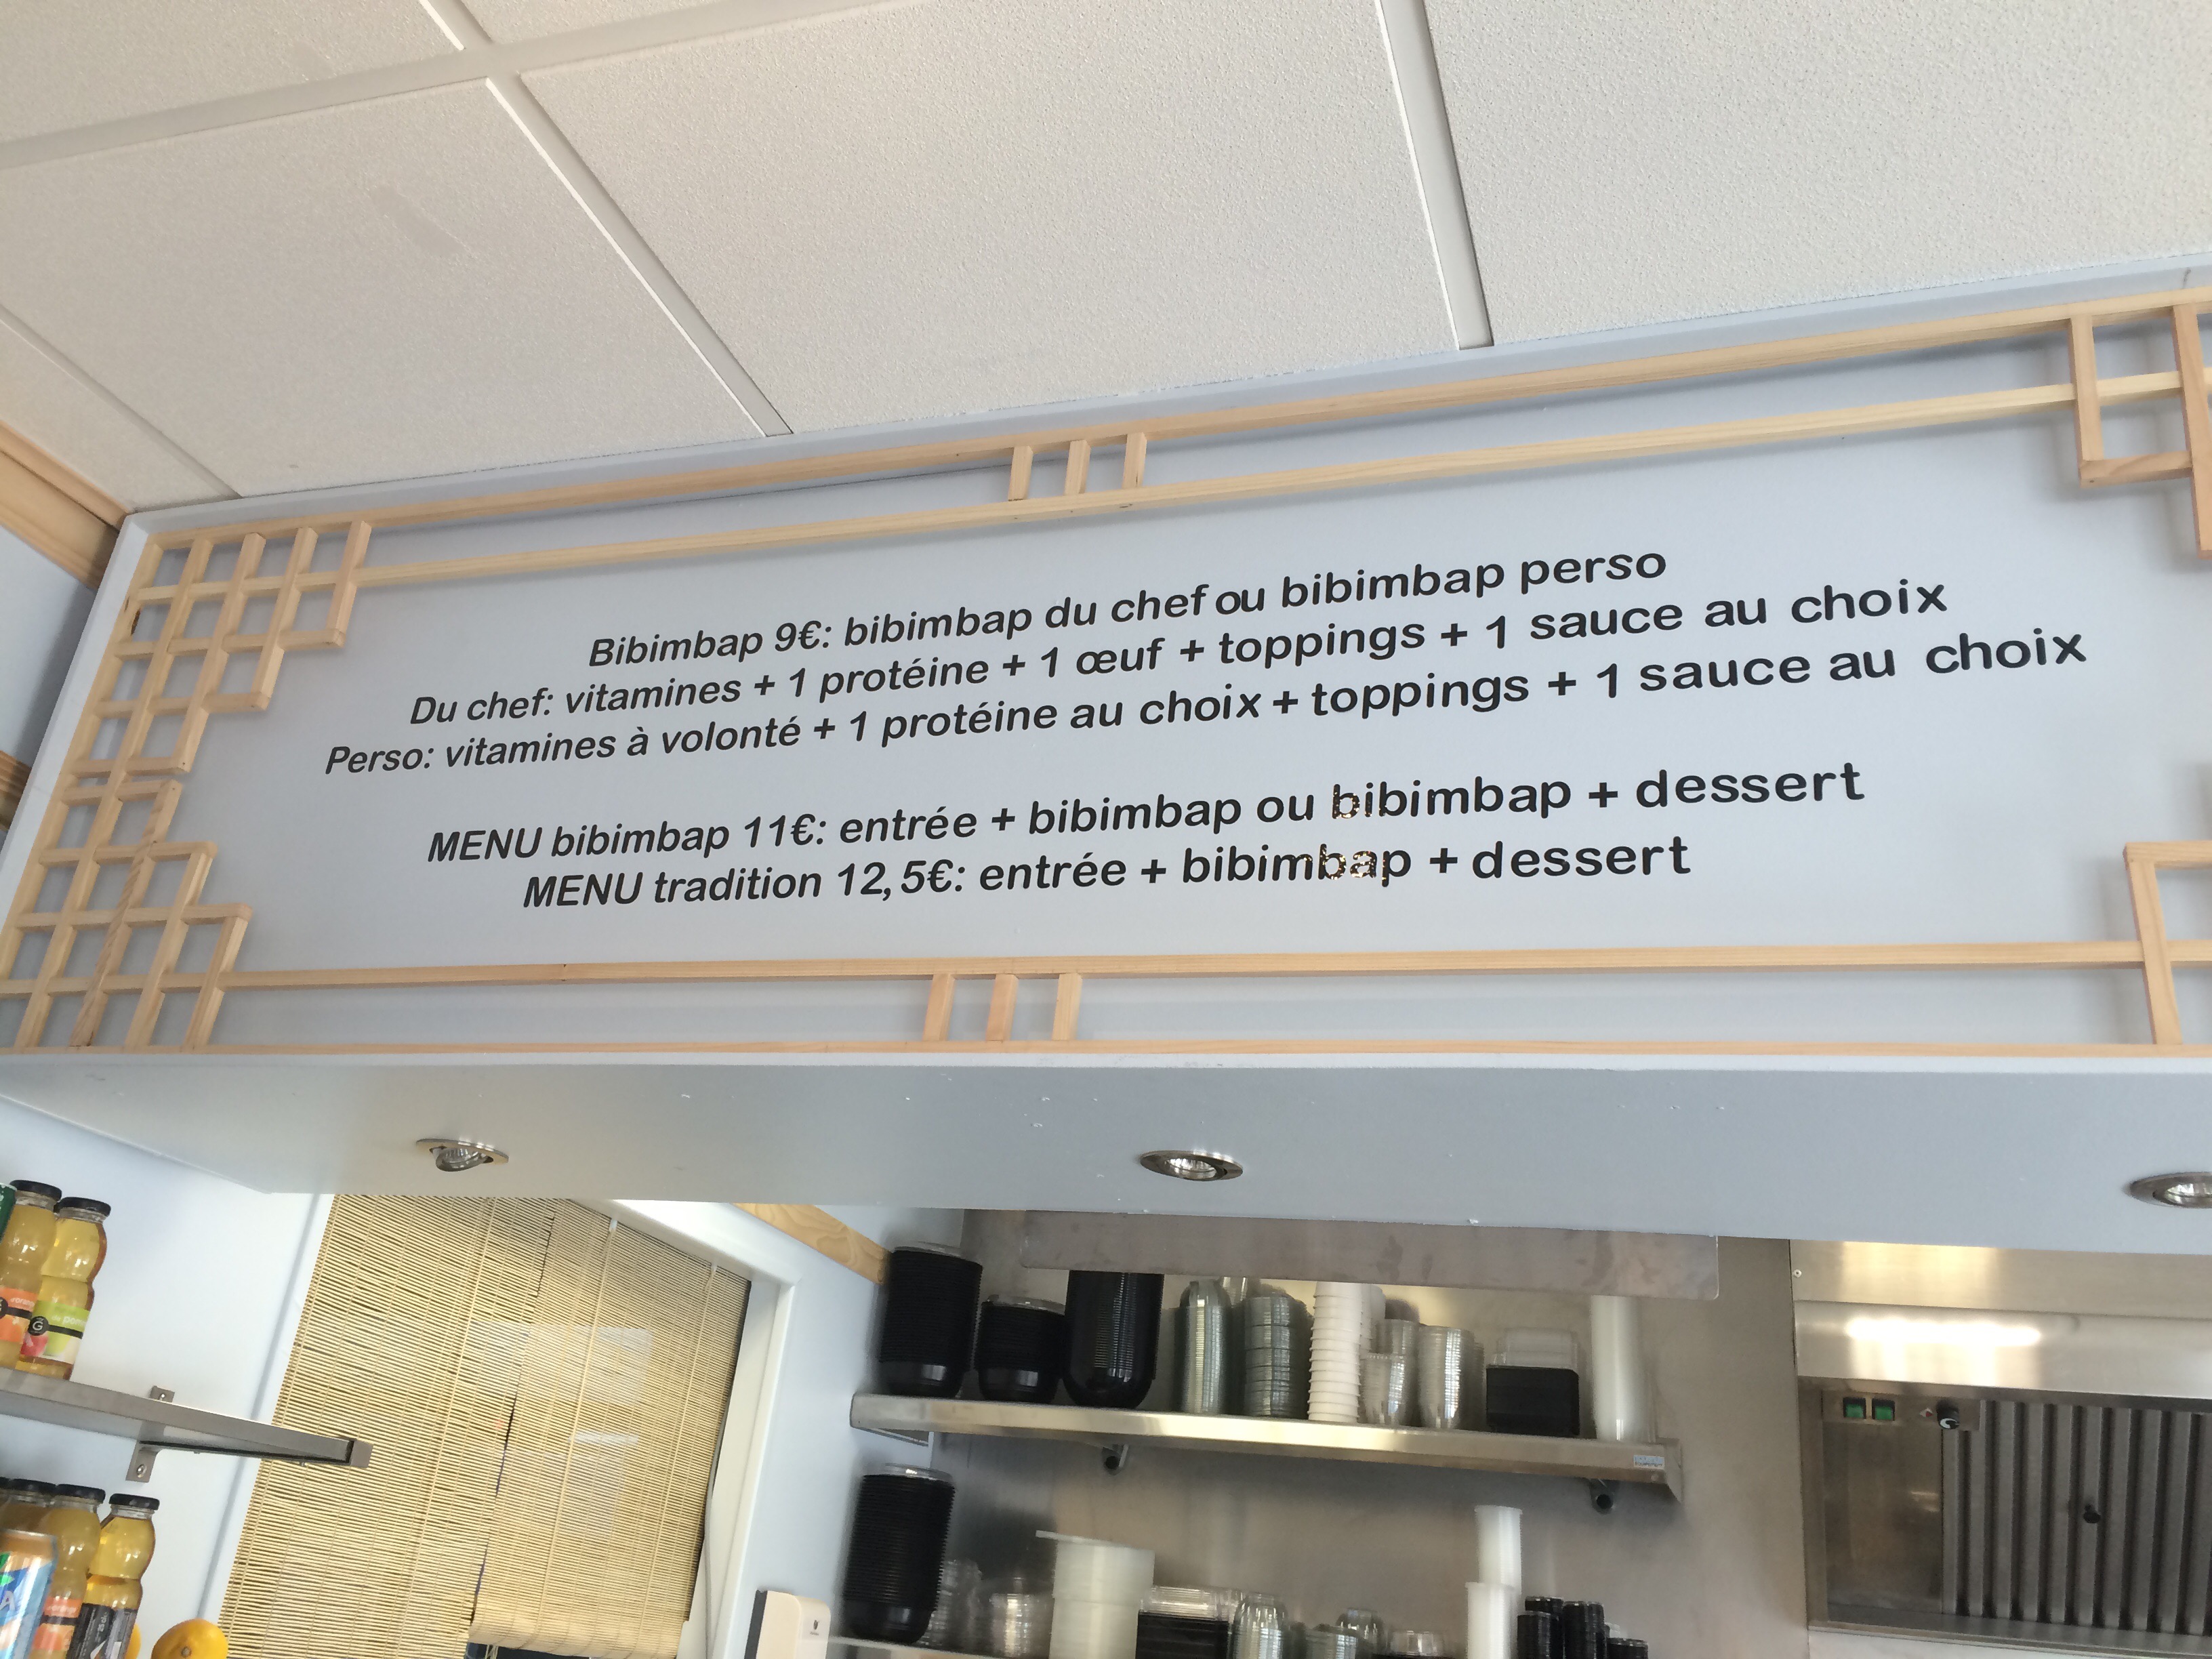 Bibimbap 9€: bibimbap du chef ou bibimbap perso
Du chef: vitamines + 1 protéine + 1 œuf + toppings + 1 sauce au choix
Perso: vitamines à volonté + 1 protéine au choix + toppings + 1 sauce au choix
MENU bibimbap 11€: entrée + bibimbap ou bibimbap + dessert
MENU tradition 12,5€: entrée + bibimbap + dessert